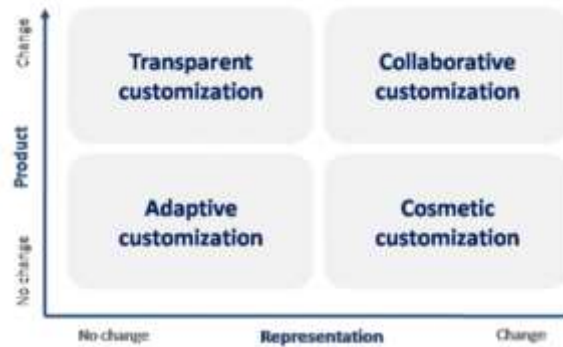 Change
Transparent
customization
Collaborative
customization
Product
Adaptive
customization
Cosmetic
customization
No change
No change
Representation
Change